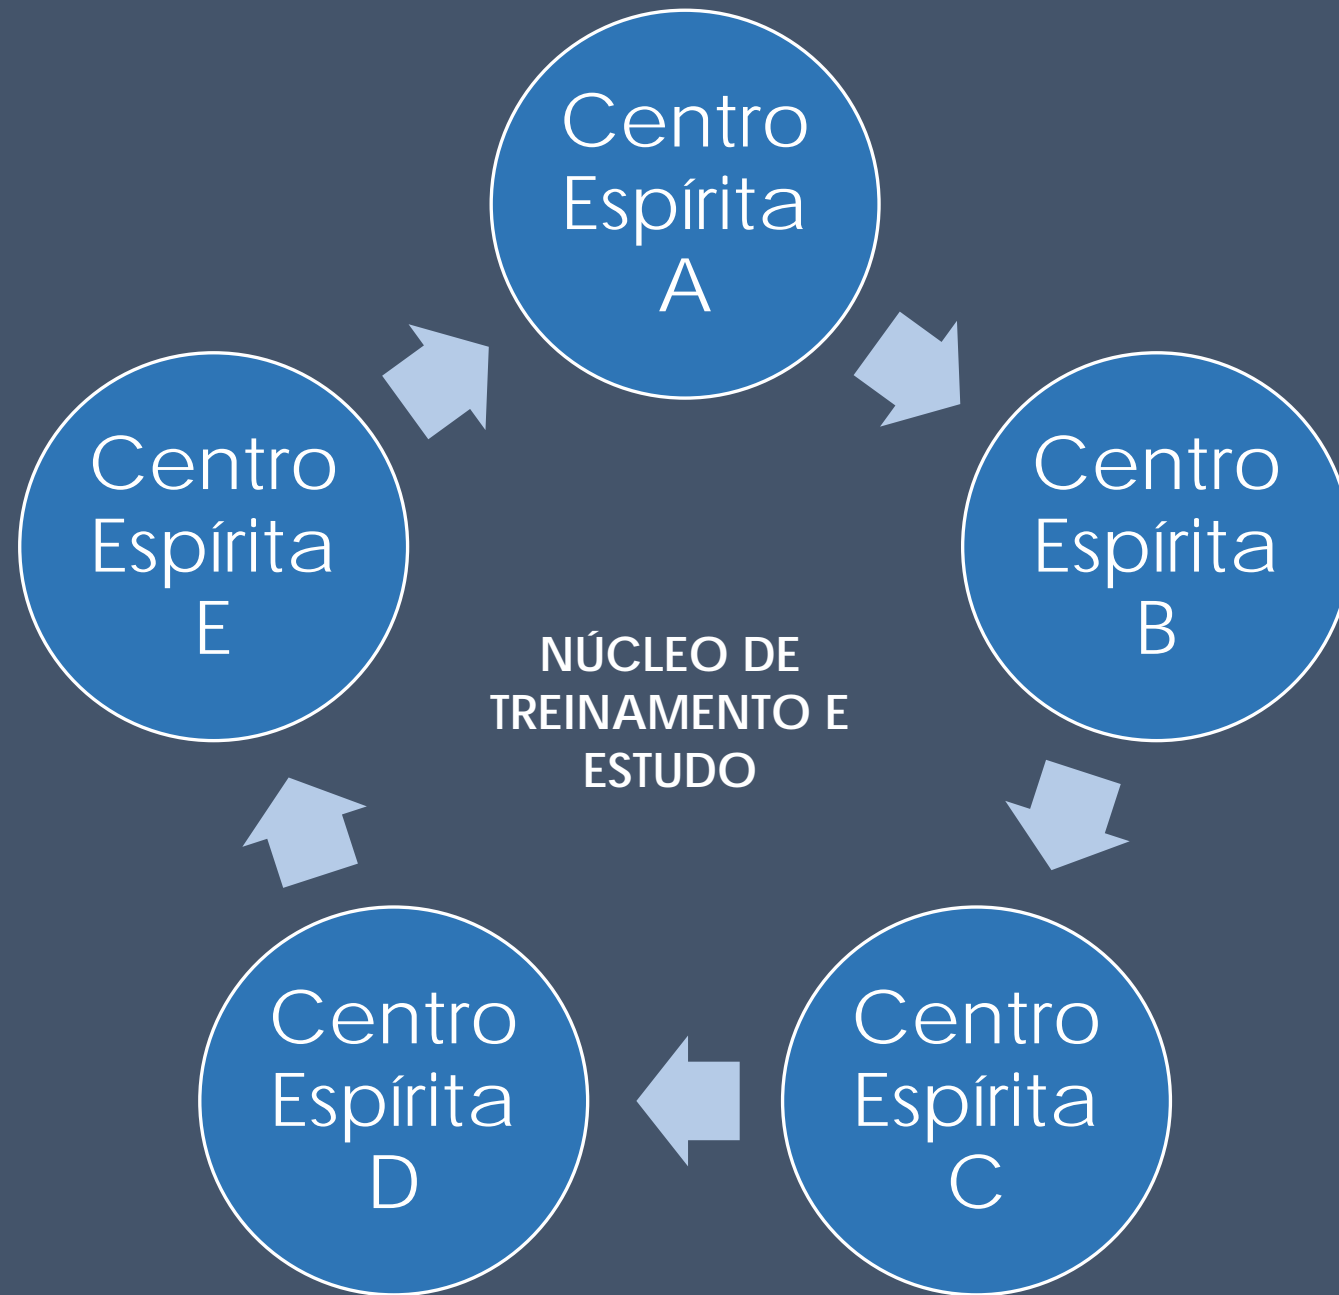 Centro
Espírita
A
Centro
Espírita
B
Centro
Espírita
C
Centro
Espírita
D
Centro
Espírita
E
NÚCLEO DE
TREINAMENTO E
ESTUDO